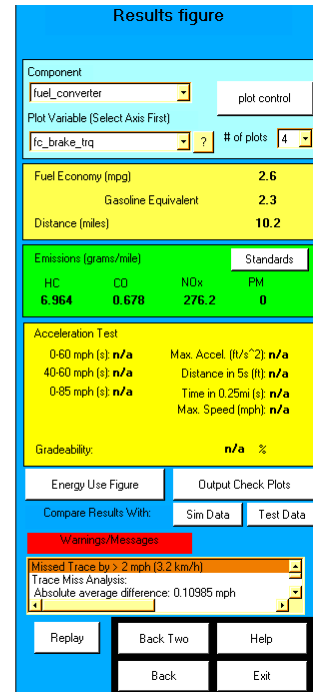 Results figure
Component
fuel_converter
plot control
Plot Variable (Select Axis First)
fc_brake_trq ? # of plots 4
Fuel Economy (mpg) 2.6
Gasoline Equivalent 2.3
Distance (miles) 10.2
Emissions (grams/mile) Standards
HC CO NOx PM
6.964 0.678 276.2 0
Acceleration Test
0-60 mph (s): n/a Max. Accel. (ft/s^2): n/a
40-60 mph (s): n/a Distance in 5s (ft): n/a
0-85 mph (s): n/a Time in 0.25mi (s): n/a
Max. Speed (mph): n/a
Gradeability: n/a %
Energy Use Figure Output Check Plots
Compare Results With: Sim Data Test Data
Warnings/Messages
Missed Trace by > 2 mph (3.2 km/h)
Trace Miss Analysis:
Absolute average difference: 0.10985 mph
Replay Back Two Help
Back Exit